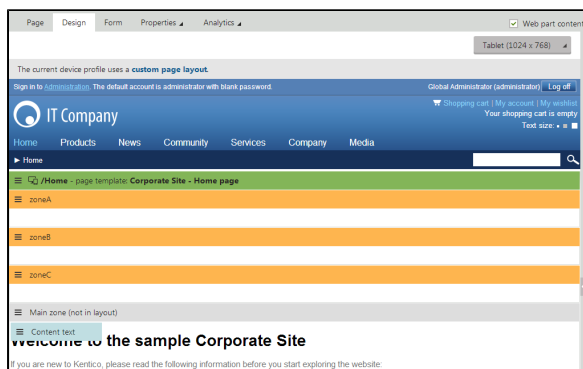 Page Design Form Properties Analytics Web part content
Tablet (1024 x 768)
The current device profile uses a custom page layout.
Sign in to Administration. The default account is administrator with blank password. Global Administrator (administrator) Log off
Shopping cart | My account | My wishlist
IT Company
Your shopping cart is empty
Text size:
Home Products News Community Services Company Media
Home
/Home - page template: Corporate Site - Home page
zoneA
zoneB
zoneC
Main zone (not in layout)
Content text
Welcome to the sample Corporate Site
If you are new to Kentico, please read the following information before you start exploring the website: